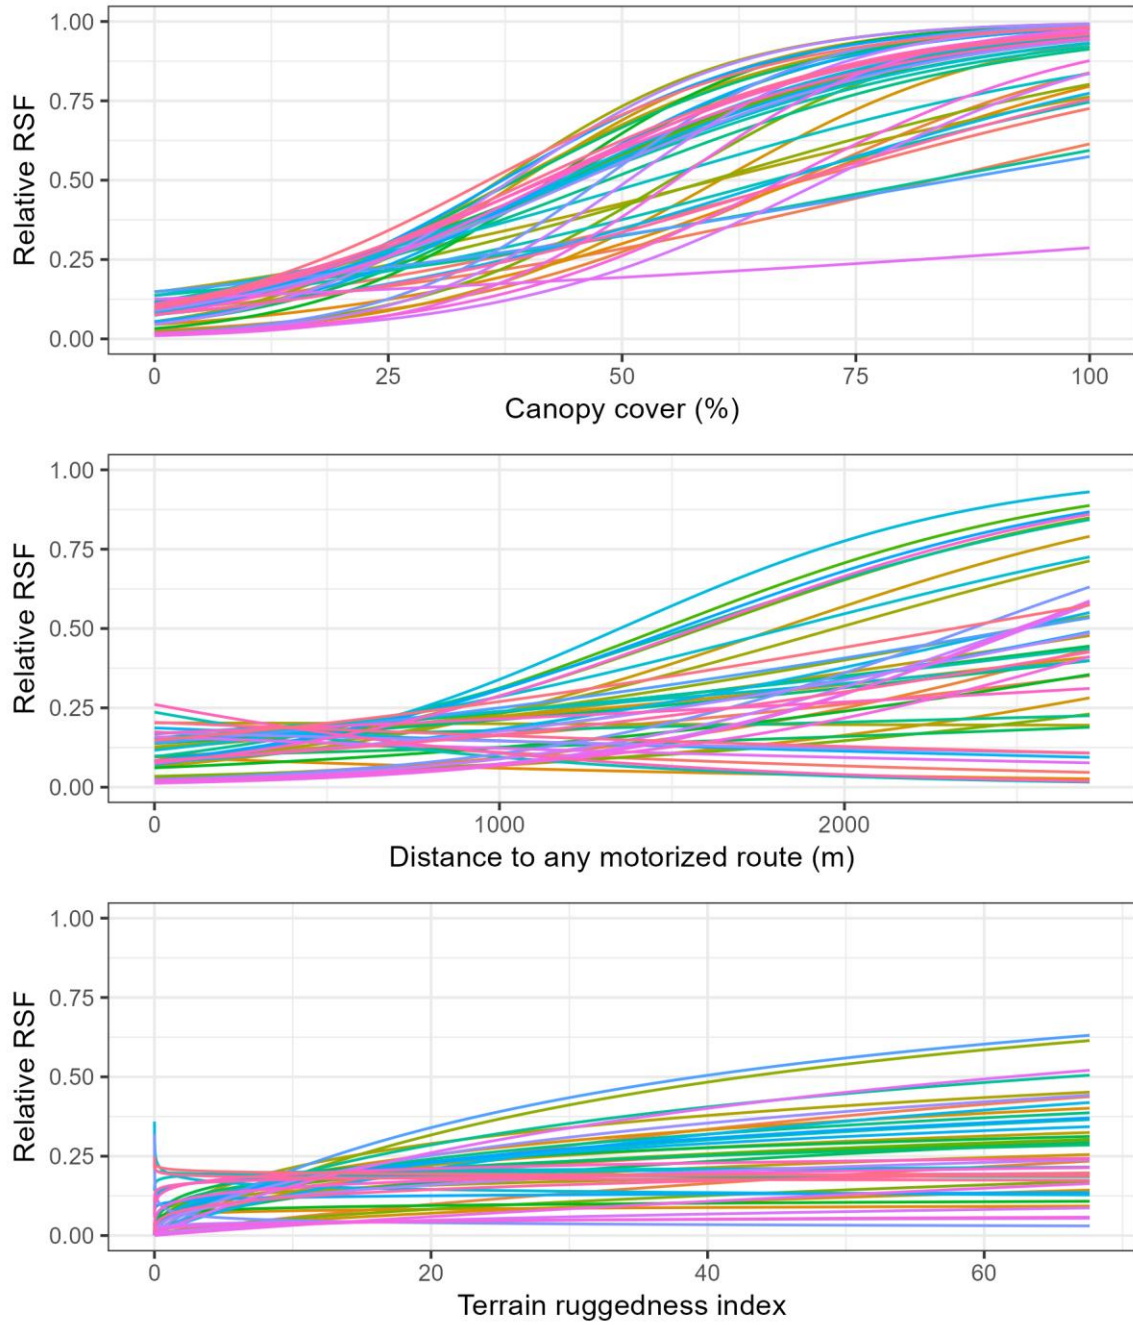 1.00
0.75
0.50
0.25
0.00
Relative RSF
0 25 50 75 100
Canopy cover (%)
1.00
0.75
0.50
0.25
0.00
Relative RSF
0 1000 2000
Distance to any motorized route (m)
1.00
0.75
0.50
0.25
0.00
Relative RSF
0 20 40 60
Terrain ruggedness index